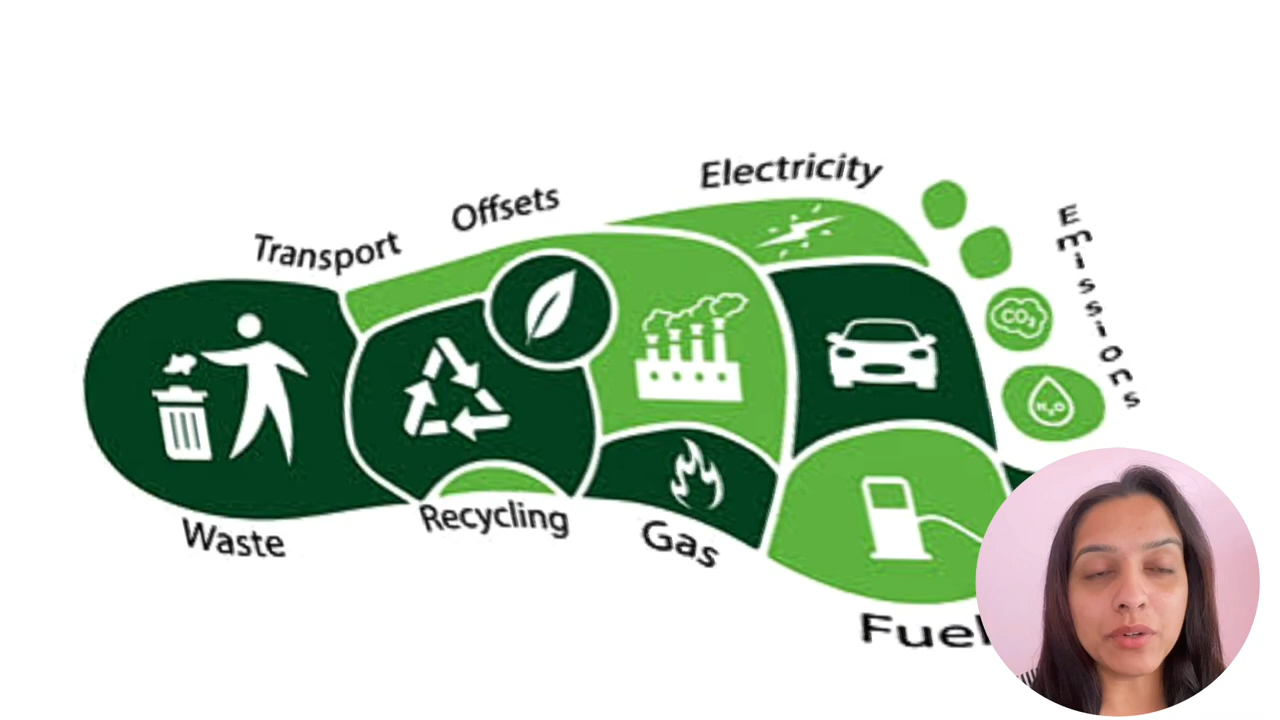 Electricity
Offsets
Transport
Emissions
CO₂
H₂O
Recycling
Waste
Gas
Fuel